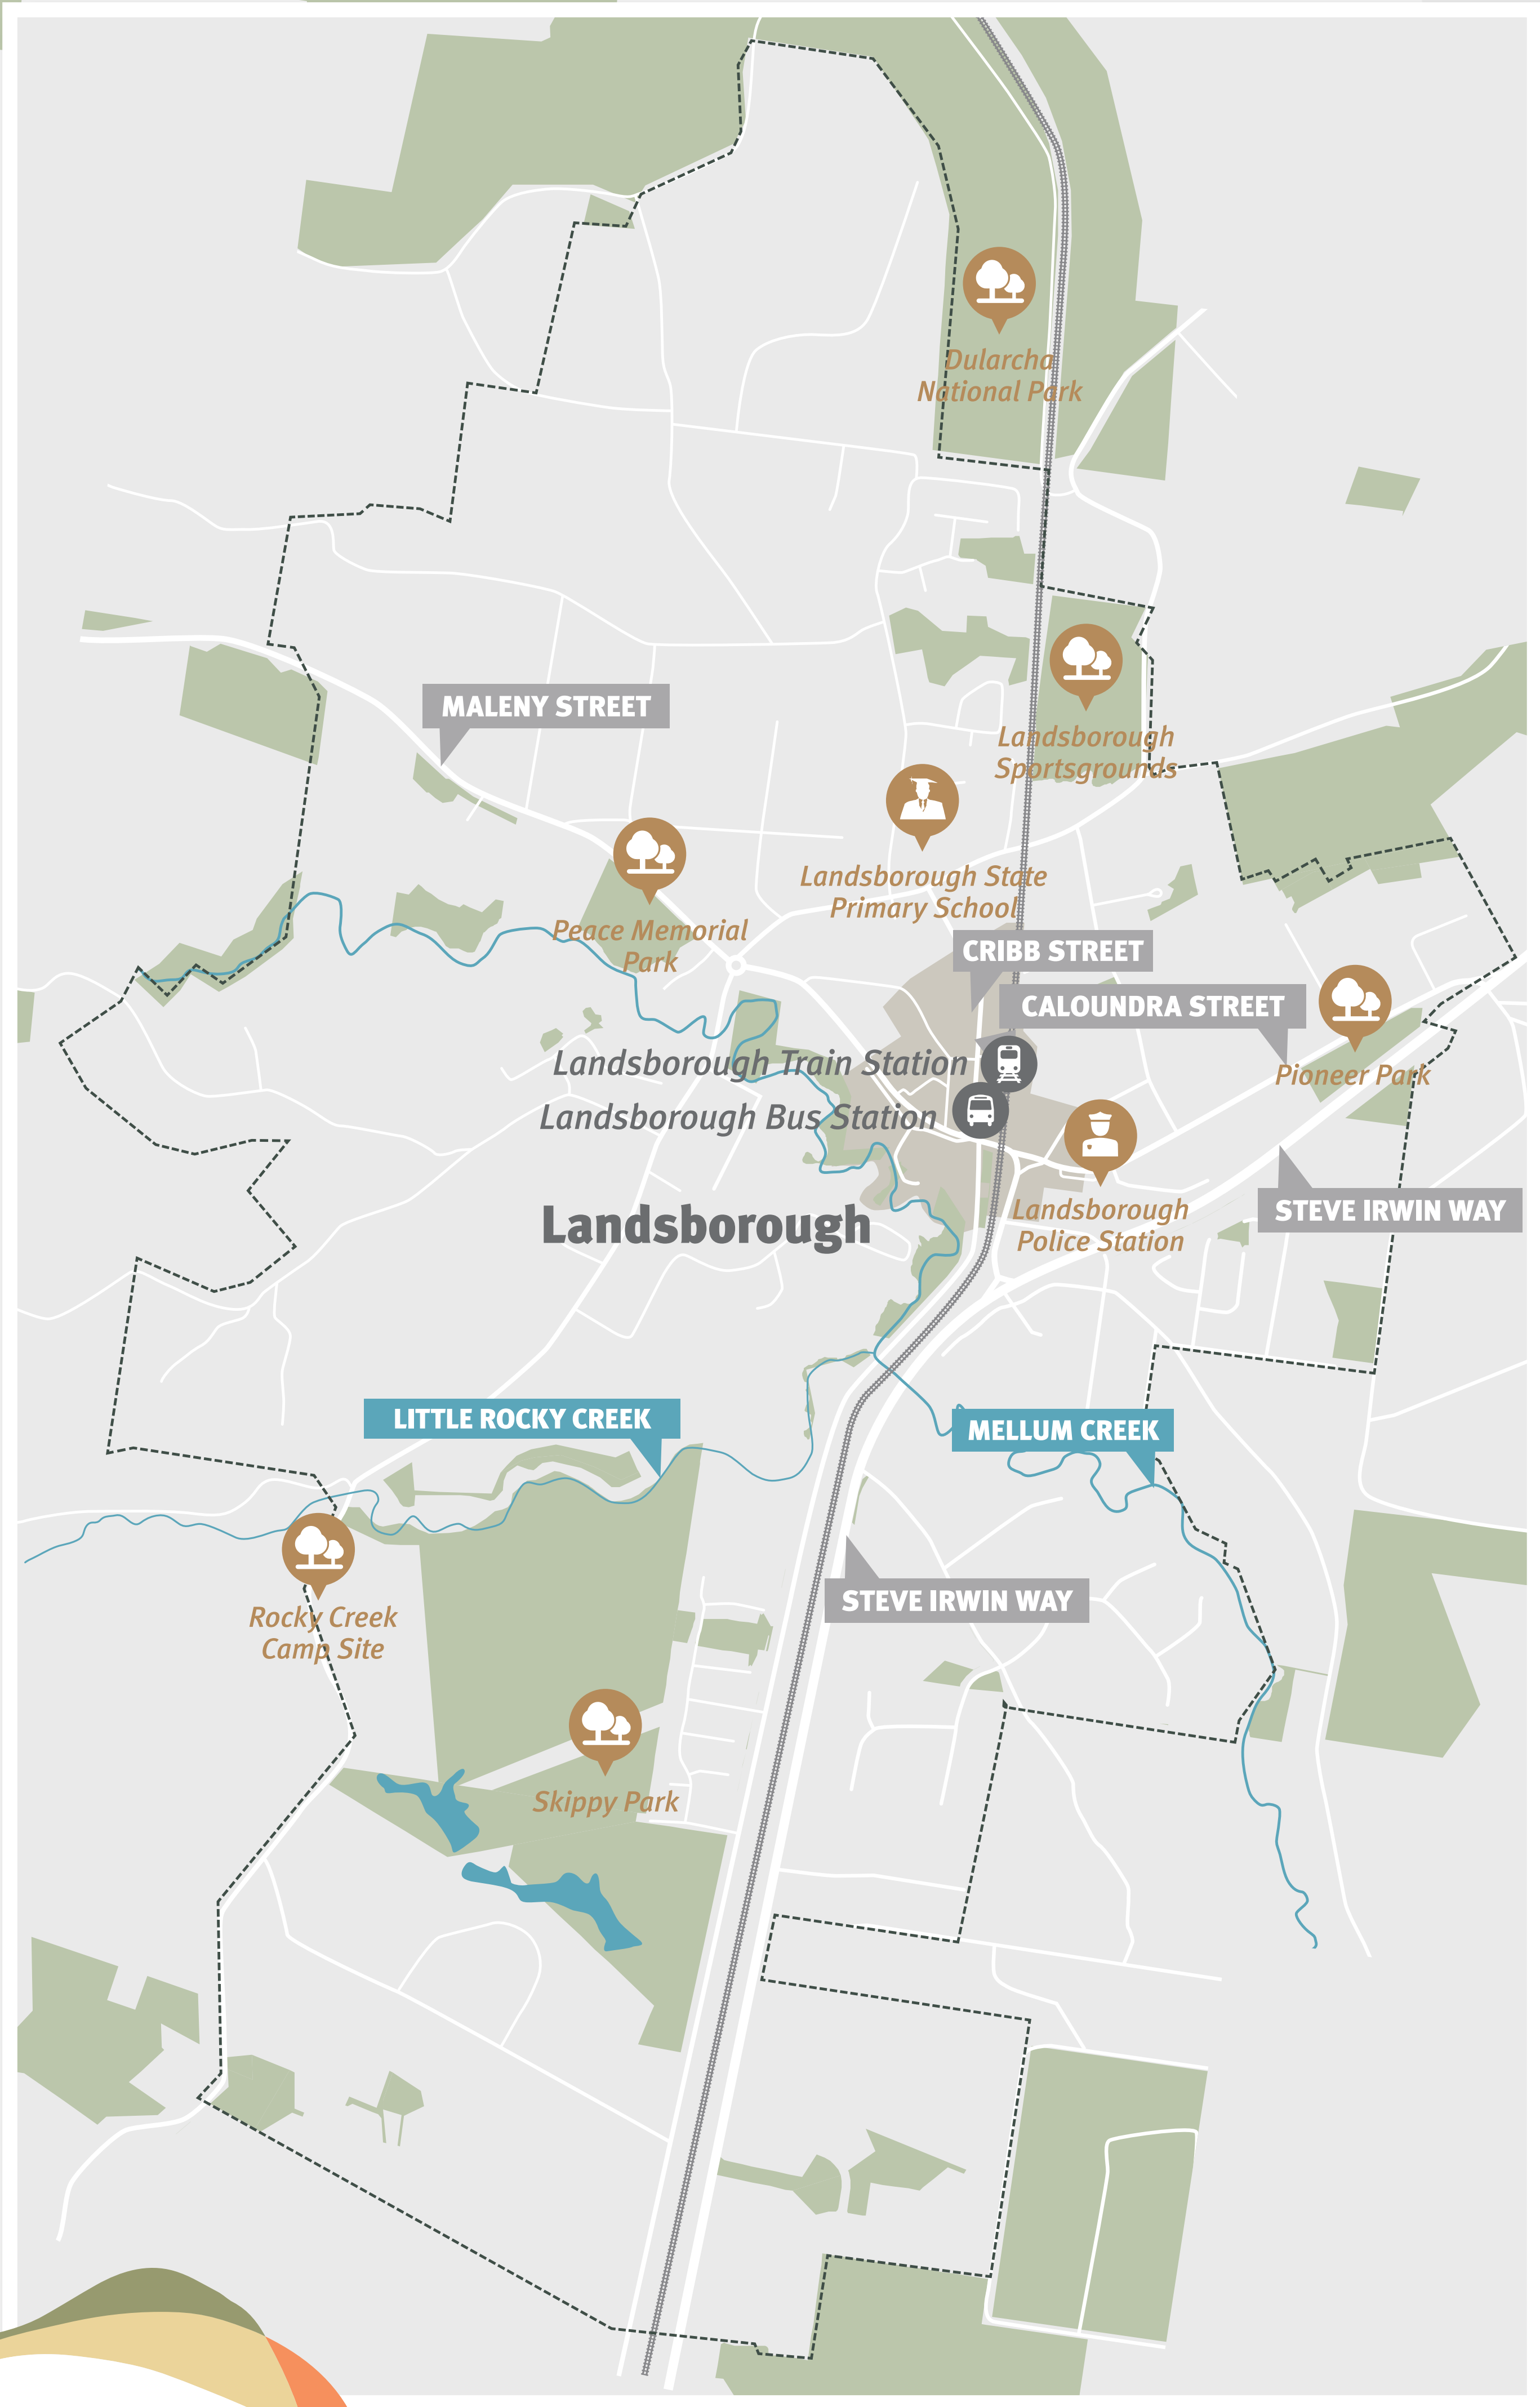 Dularcha
National Park
MALENY STREET
Landsborough
Sportsgrounds
Landsborough State
Primary School
Peace Memorial
Park
CRIBB STREET
CALOUNDRA STREET
Landsborough Train Station
Pioneer Park
Landsborough Bus Station
Landsborough
STEVE IRWIN WAY
Landsborough
Police Station
LITTLE ROCKY CREEK
MELLUM CREEK
STEVE IRWIN WAY
Rocky Creek
Camp Site
Skippy Park